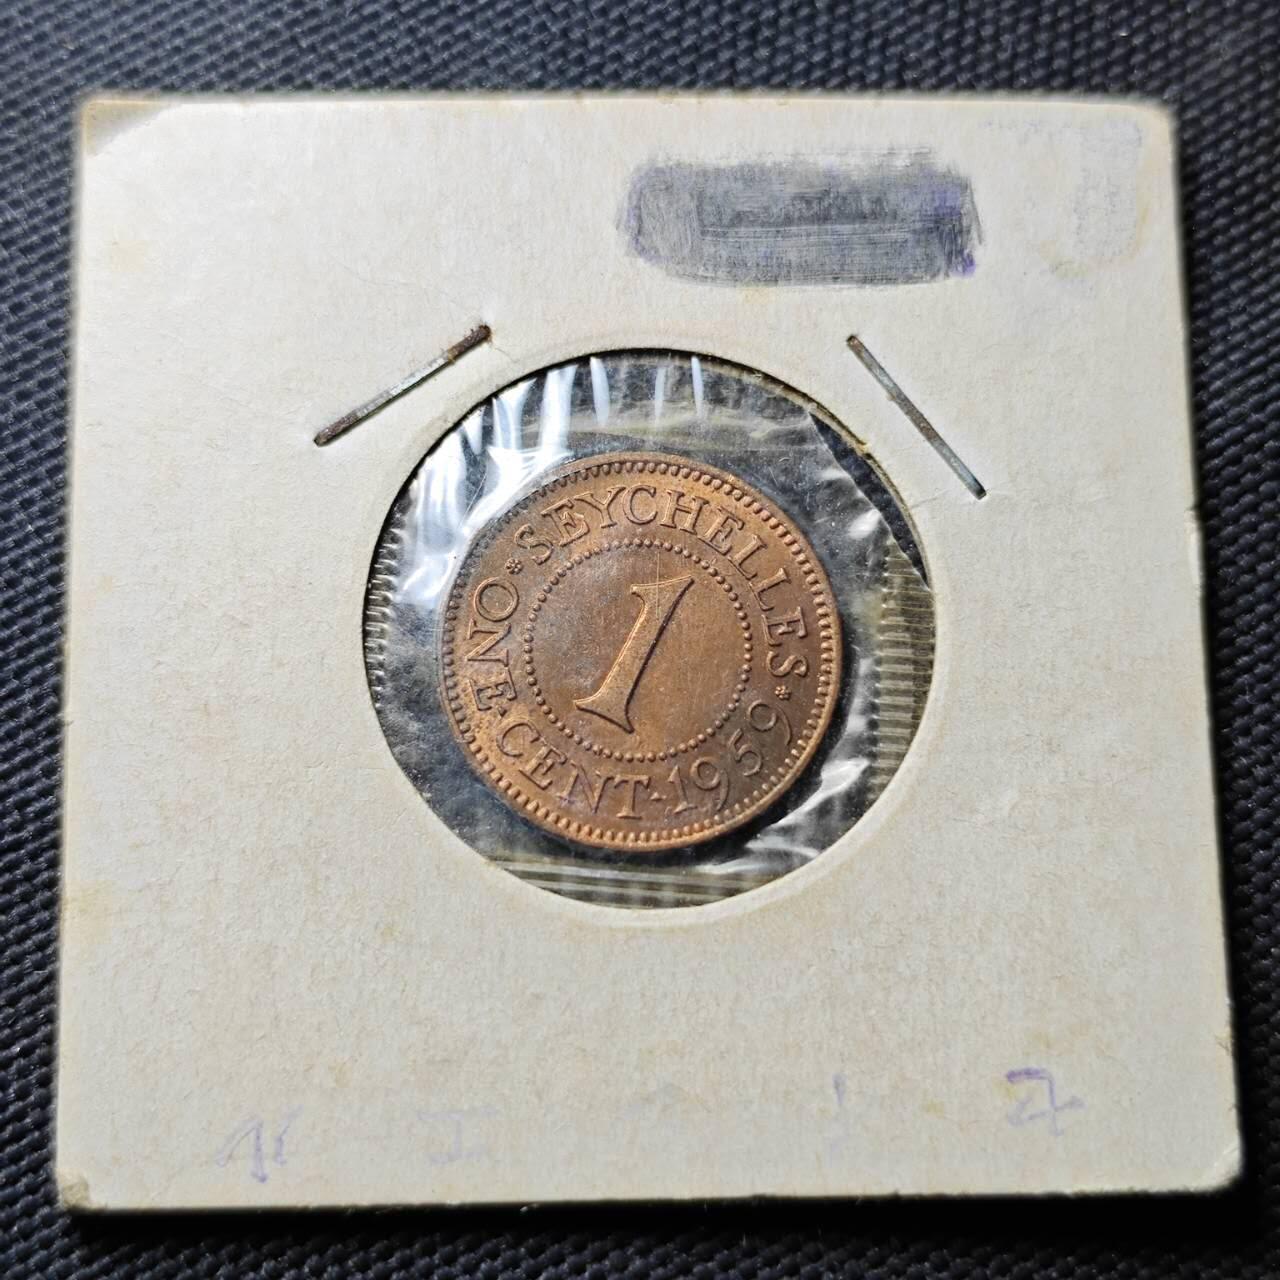 SEYCHELLES
1
ONE CENT · 1959